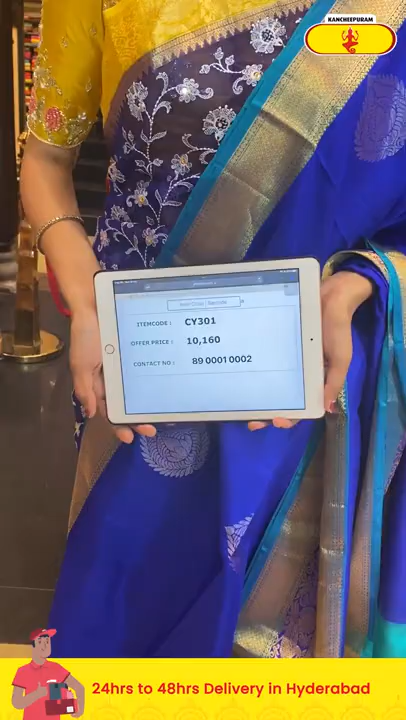 KANCHEEPURAM
ITEMCODE : CY301
OFFER PRICE : 10,160
CONTACT NO : 89 0001 0002
24hrs to 48hrs Delivery in Hyderabad